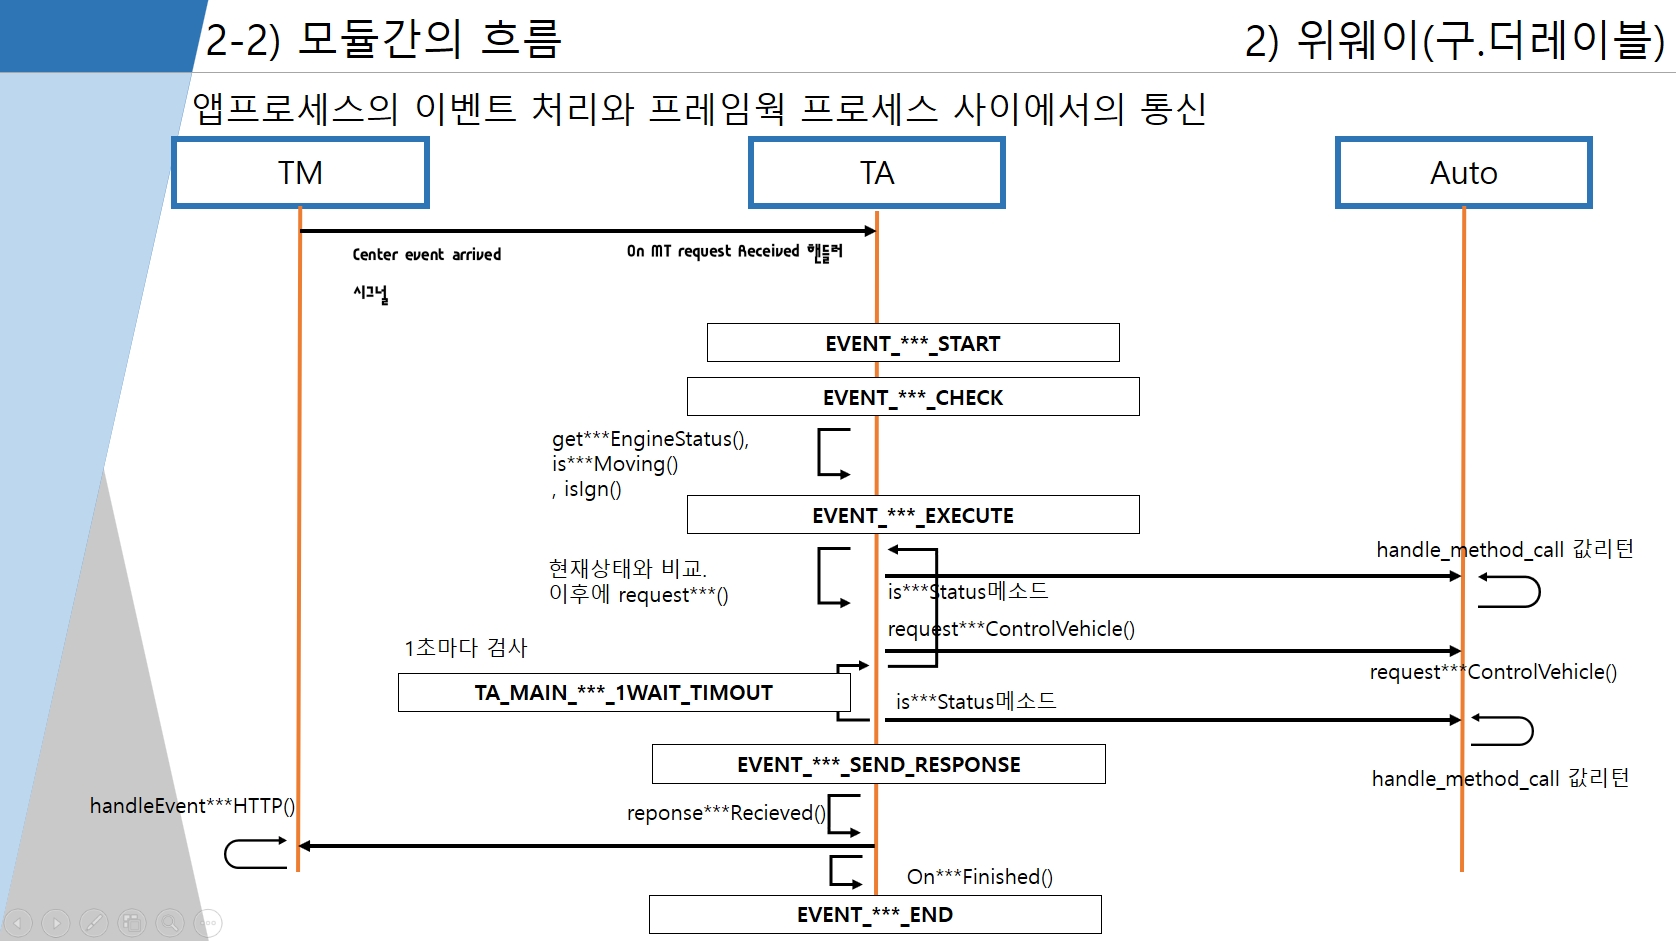 2-2) 모듈간의 흐름
2) 위웨이(구.더레이블)
앱프로세스의 이벤트 처리와 프레임웍 프로세스 사이에서의 통신
TM
TA
Auto
Center event arrived
시그널
On MT request Received 핸들러
EVENT_***_START
EVENT_***_CHECK
get***EngineStatus(),
is***Moving()
, isIgn()
EVENT_***_EXECUTE
현재상태와 비교.
이후에 request***()
handle_method_call 값리턴
is***Status메소드
request***ControlVehicle()
1초마다 검사
request***ControlVehicle()
TA_MAIN_***_1WAIT_TIMOUT
is***Status메소드
EVENT_***_SEND_RESPONSE
handle_method_call 값리턴
handleEvent***HTTP()
reponse***Recieved()
On***Finished()
EVENT_***_END